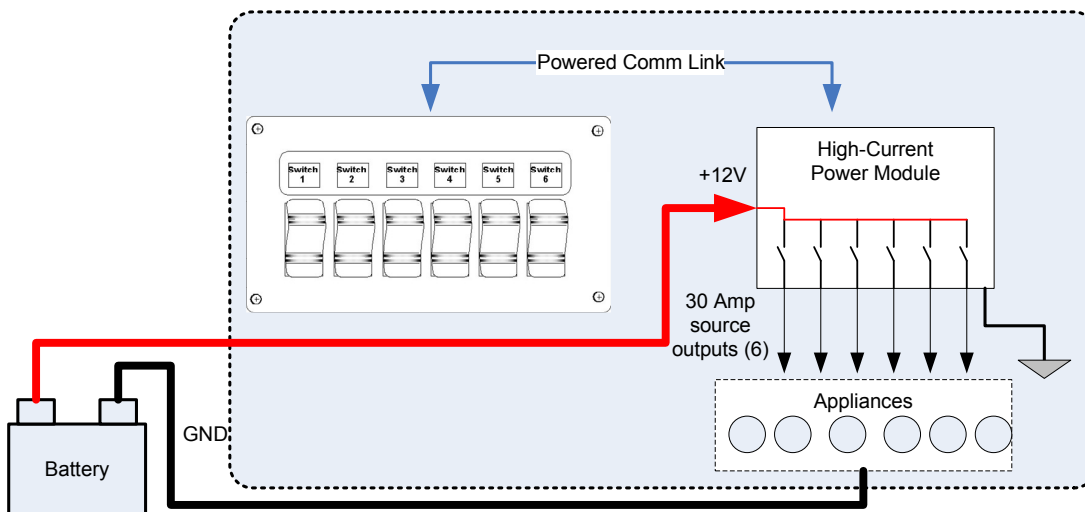 Powered Comm Link
Switch
1
Switch
2
Switch
3
Switch
4
Switch
5
Switch
6
High-Current
Power Module
+12V
30 Amp
source
outputs (6)
Appliances
GND
Battery